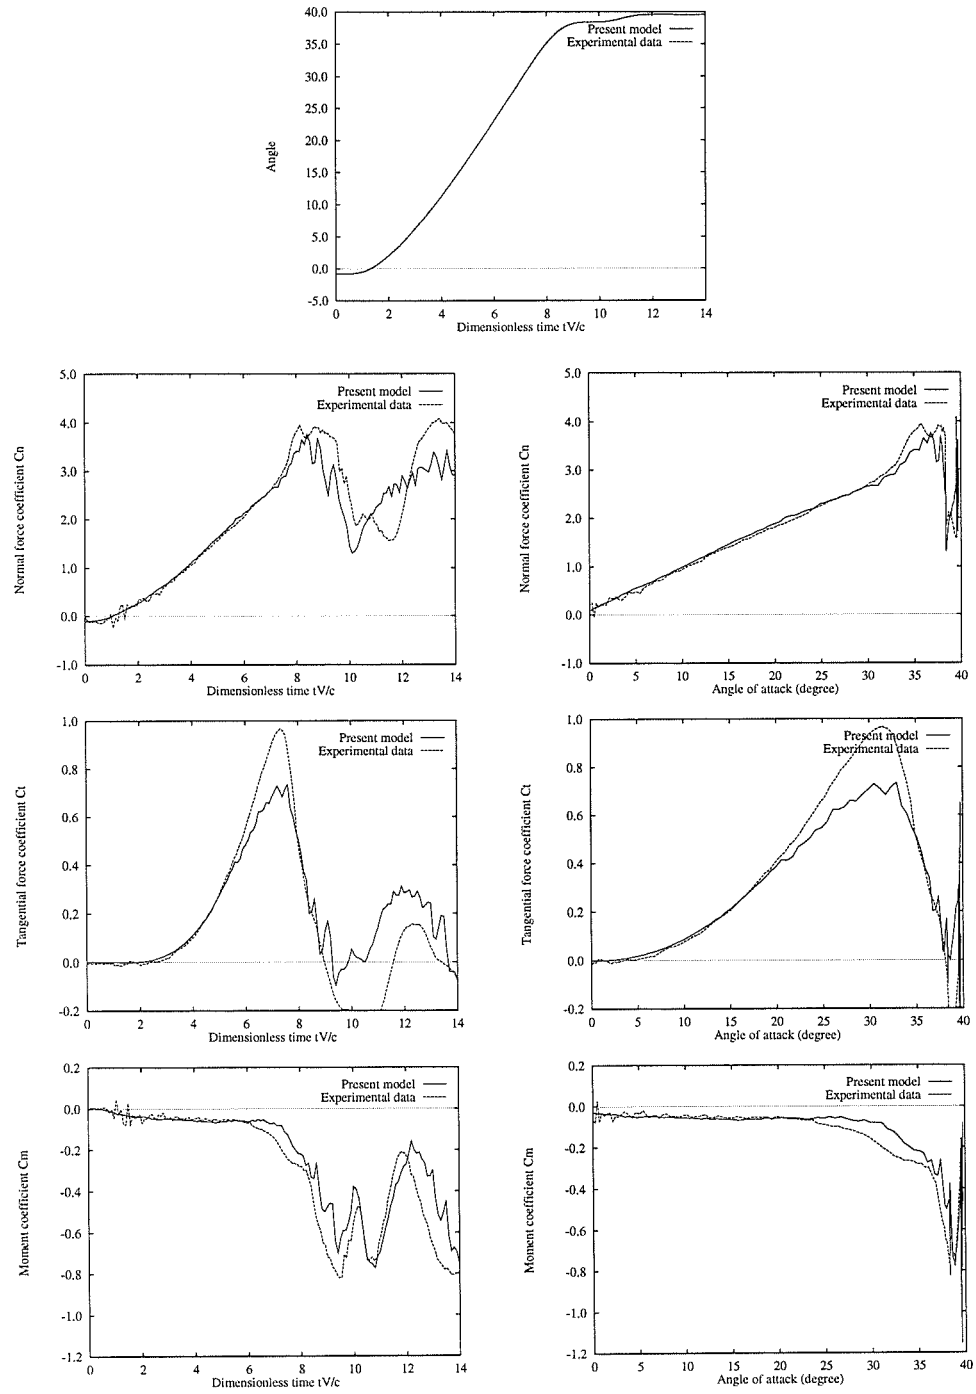 40.0
35.0
30.0
25.0
20.0
15.0
10.0
5.0
0.0
-5.0
Angle
Present model
Experimental data
0 2 4 6 8 10 12 14
Dimensionless time tV/c
5.0
4.0
3.0
2.0
1.0
0.0
-1.0
Normal force coefficient Cn
Present model
Experimental data
0 2 4 6 8 10 12 14
Dimensionless time tV/c
5.0
4.0
3.0
2.0
1.0
0.0
-1.0
Normal force coefficient Cn
Present model
Experimental data
0 5 10 15 20 25 30 35 40
Angle of attack (degree)
1.0
0.8
0.6
0.4
0.2
0.0
-0.2
Tangential force coefficient Ct
Present model
Experimental data
0 2 4 6 8 10 12 14
Dimensionless time tV/c
1.0
0.8
0.6
0.4
0.2
0.0
-0.2
Tangential force coefficient Ct
Present model
Experimental data
0 5 10 15 20 25 30 35 40
Angle of attack (degree)
0.2
0.0
-0.2
-0.4
-0.6
-0.8
-1.0
-1.2
Moment coefficient Cm
Present model
Experimental data
0 2 4 6 8 10 12 14
Dimensionless time tV/c
0.2
0.0
-0.2
-0.4
-0.6
-0.8
-1.0
-1.2
Moment coefficient Cm
Present model
Experimental data
0 5 10 15 20 25 30 35 40
Angle of attack (degree)